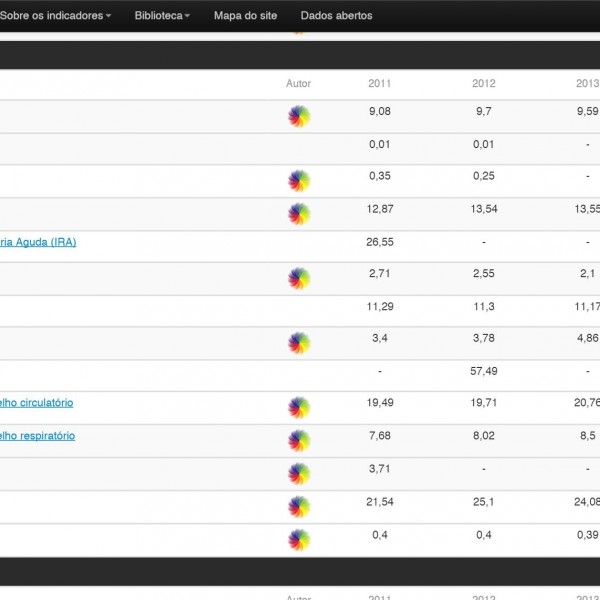 Sobre os indicadores Biblioteca Mapa do site Dados abertos
Autor 2011 2012 2013
9,08 9,7 9,59
0,01 0,01 -
0,35 0,25 -
12,87 13,54 13,55
ria Aguda (IRA) 26,55 - -
2,71 2,55 2,1
11,29 11,3 11,17
3,4 3,78 4,86
- 57,49 -
elho circulatório 19,49 19,71 20,76
elho respiratório 7,68 8,02 8,5
3,71 - -
21,54 25,1 24,08
0,4 0,4 0,39
Autor 2011 2012 2013